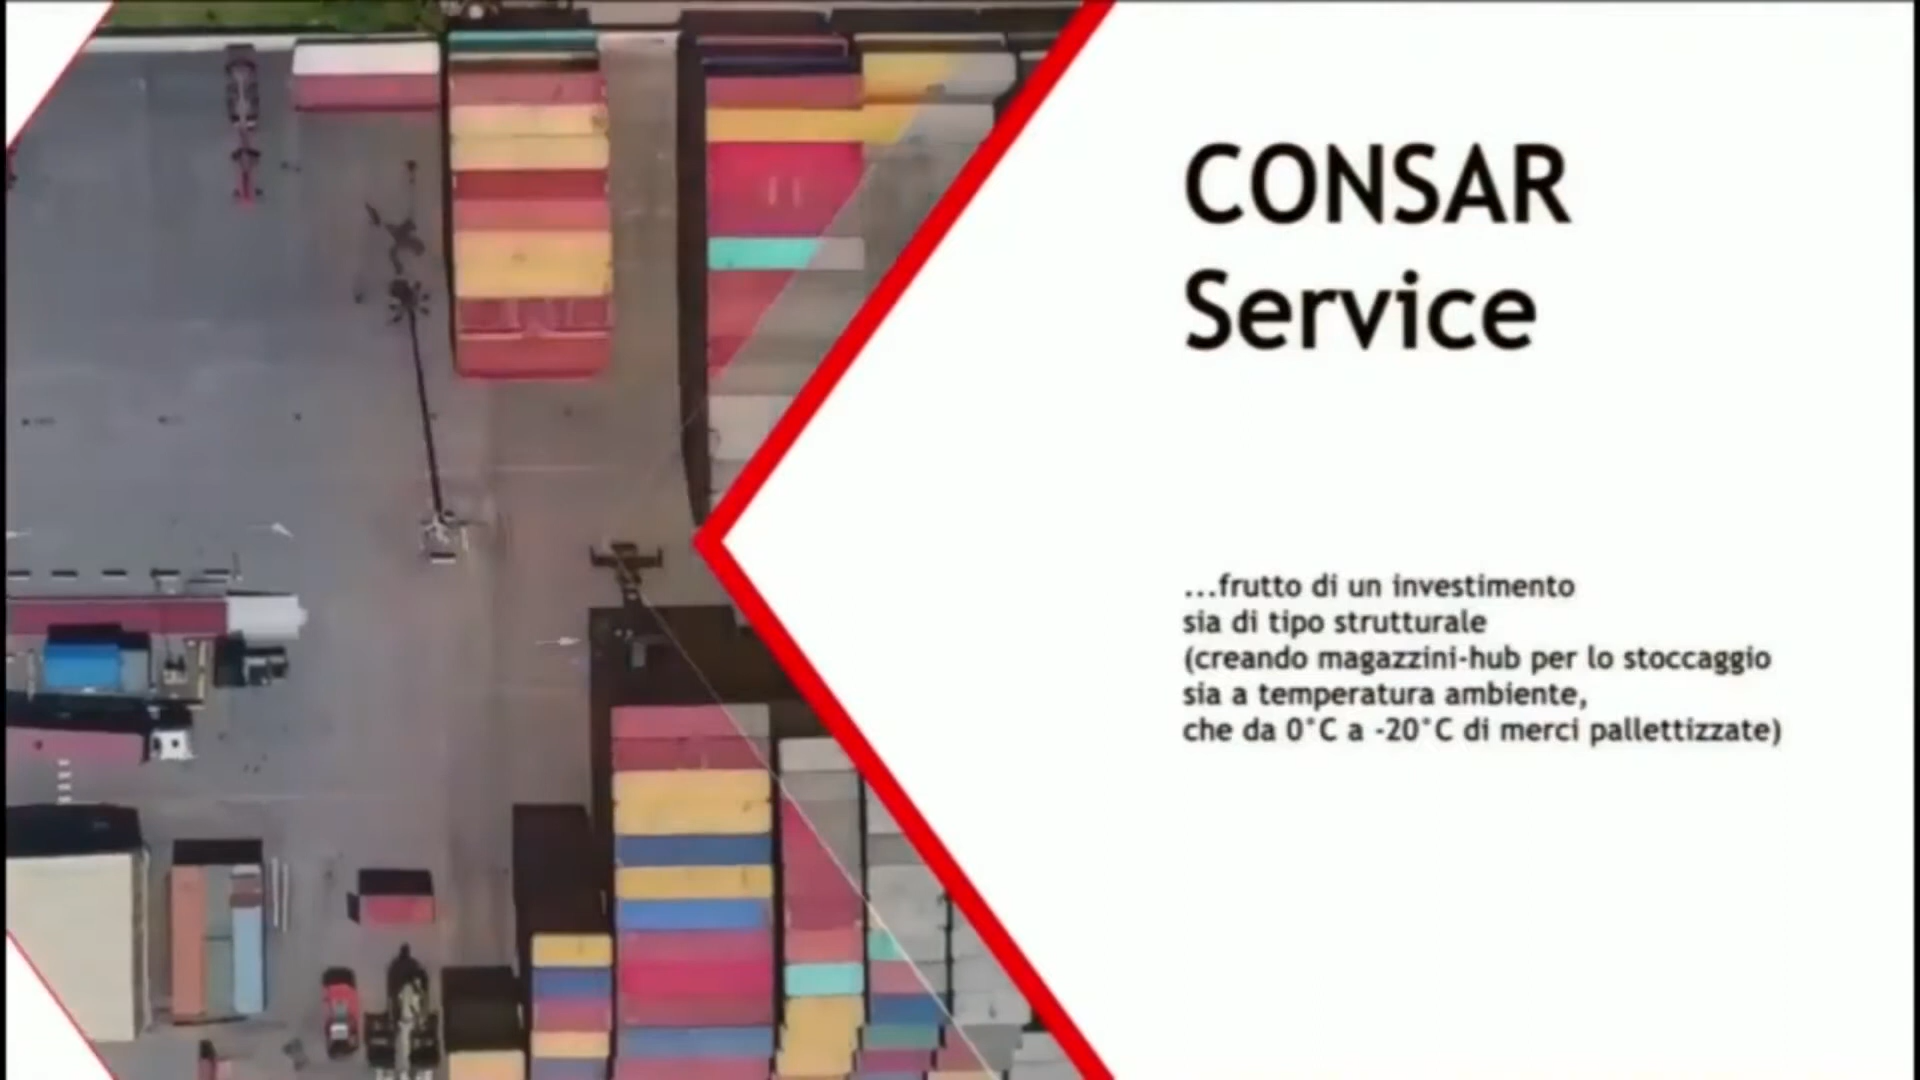 CONSAR
Service
...frutto di un investimento
sia di tipo strutturale
(creando magazzini-hub per lo stoccaggio
sia a temperatura ambiente,
che da 0°C a -20°C di merci pallettizzate)